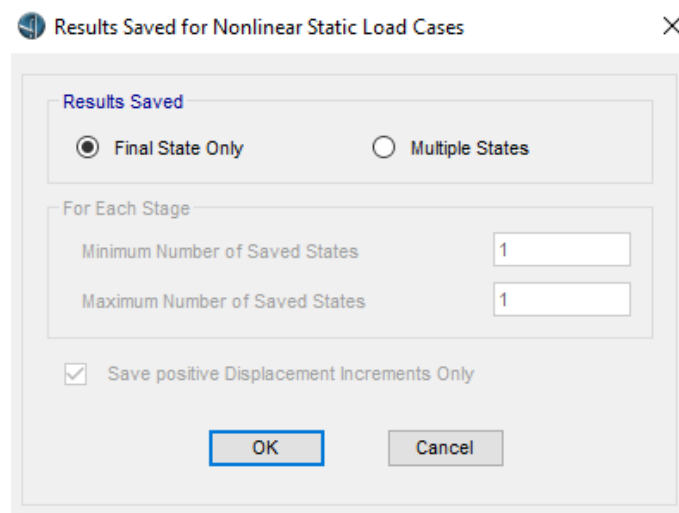 Results Saved for Nonlinear Static Load Cases
Results Saved
Final State Only Multiple States
For Each Stage
Minimum Number of Saved States 1
Maximum Number of Saved States 1
Save positive Displacement Increments Only
OK Cancel